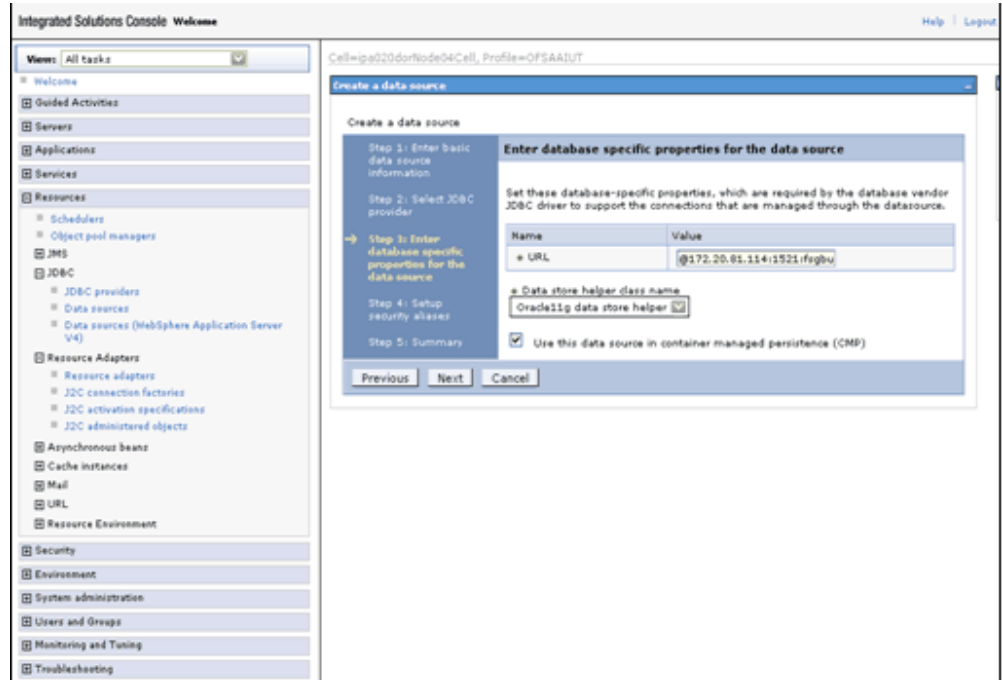 Integrated Solutions Console Welcome
Help | Logout
View: All tasks
Welcome
Guided Activities
Servers
Applications
Services
Resources
Schedulers
Object pool managers
JMS
JDBC
JDBC providers
Data sources
Data sources (WebSphere Application Server
V4)
Resource Adapters
Resource adapters
J2C connection factories
J2C activation specifications
J2C administered objects
Asynchronous beans
Cache instances
Mail
URL
Resource Environment
Security
Environment
System administration
Users and Groups
Monitoring and Tuning
Troubleshooting
Cell=ipa020dorNode04Cell, Profile=OFSAAIUT
Create a data source
Create a data source
Step 1: Enter basic
data source
information
Step 2: Select JDBC
provider
Step 3: Enter
database specific
properties for the
data source
Step 4: Setup
security aliases
Step 5: Summary
Enter database specific properties for the data source
Set these database-specific properties, which are required by the database vendor
JDBC driver to support the connections that are managed through the datasource.
Name Value
URL @172.20.81.114:1521:fsgbu
Data store helper class name
Oracle11g data store helper
Use this data source in container managed persistence (CMP)
Previous Next Cancel